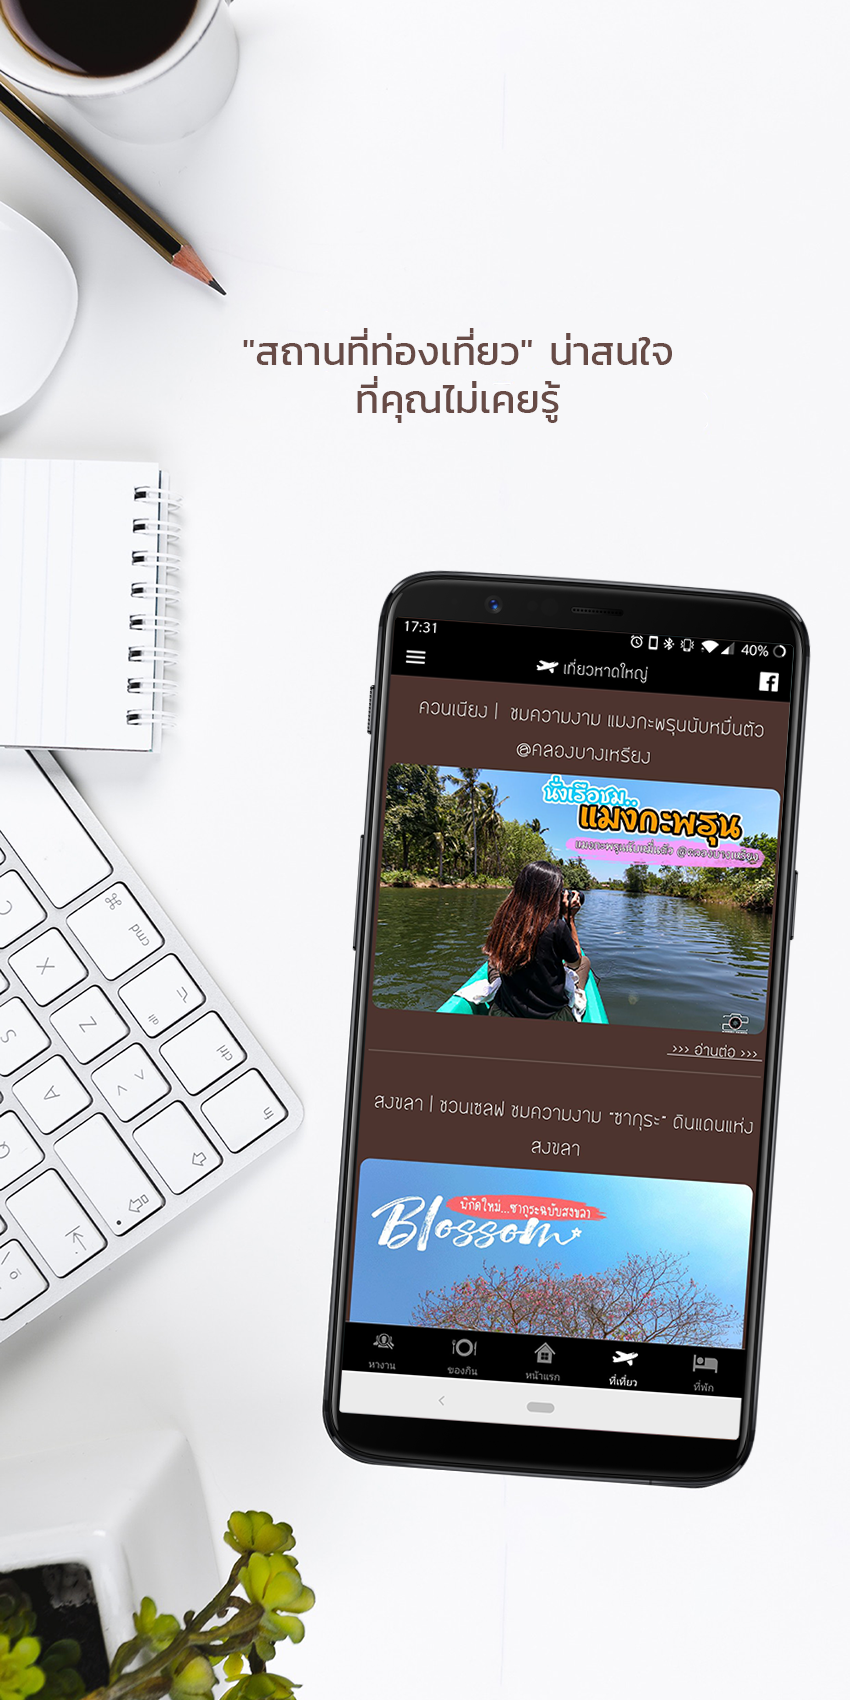 "สถานที่ท่องเที่ยว" น่าสนใจ
ที่คุณไม่เคยรู้
17:31
40%
เที่ยวหาดใหญ่
ควนเนียง | ชมความงาม แมงกะพรุนนับหมื่นตัว
@คลองบางเหรียง
นั่งเรือชม..
แมงกะพรุน
แมงกะพรุนนับหมื่นตัว @คลองบางเหรียง
>>> อ่านต่อ >>>
สงขลา | ชวนเซลฟ์ ชมความงาม "ซากุระ" ดินแดนแห่ง
สงขลา
พิกัดใหม่...ซากุระฉบับสงขลา
Blossom
หางาน
ของกิน
หน้าแรก
ที่เที่ยว
ที่พัก
cmd
alt
ctrl
C
X
Z
S
A
Q